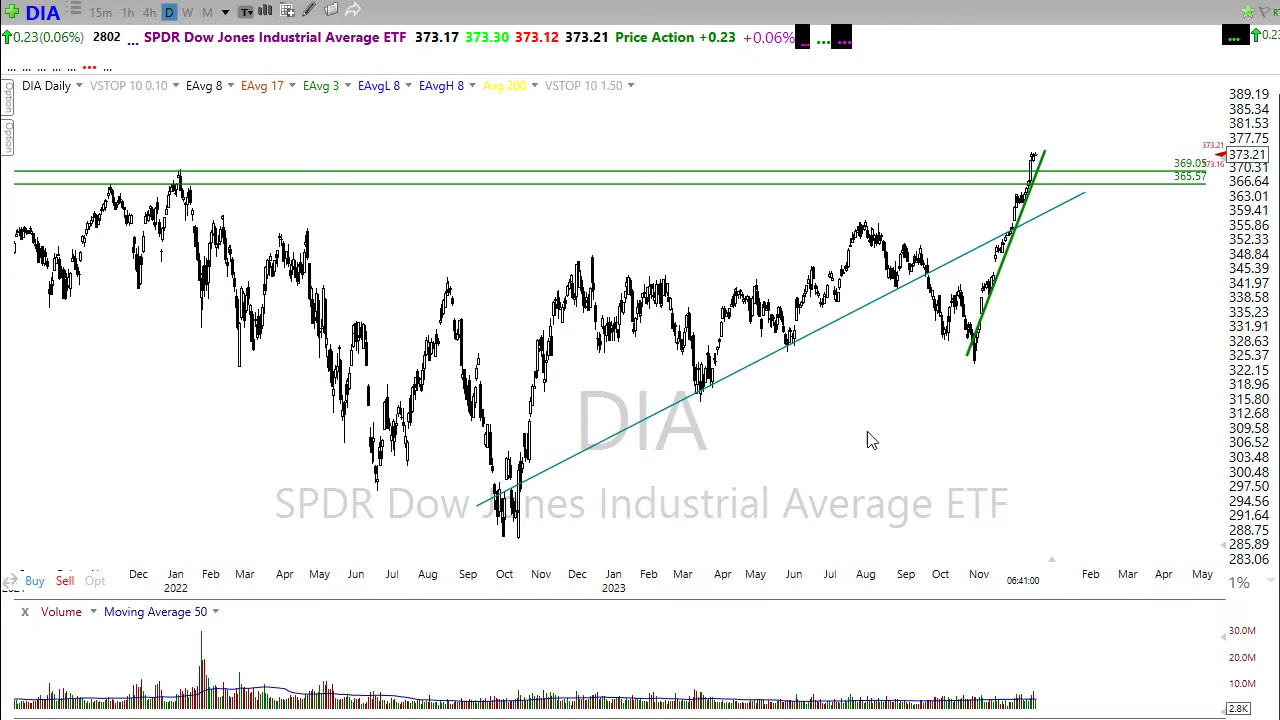 DIA 15m 1h 4h D W M T
0.23(0.06%) 2802 ... SPDR Dow Jones Industrial Average ETF 373.17 373.30 373.12 373.21 Price Action +0.23 +0.06% ... ... ... ... 0.23
... ... ... ... ... ... ...
DIA Daily VSTOP 10 0.10 EAvg 8 EAvg 17 EAvg 3 EAvgL 8 EAvgH 8 Avg 200 VSTOP 10 1.50
Option
Option
389.19
385.34
381.53
377.75
373.21
373.21
369.05
373.16
370.31
365.57
366.64
363.01
359.41
355.86
352.33
348.84
345.39
341.97
338.58
335.23
331.91
328.63
325.37
322.15
318.96
315.80
312.68
309.58
306.52
303.48
300.48
297.50
294.56
291.64
288.75
285.89
283.06
DIA
SPDR Dow Jones Industrial Average ETF
Dec Jan Feb Mar Apr May Jun Jul Aug Sep Oct Nov Dec Jan Feb Mar Apr May Jun Jul Aug Sep Oct Nov 06:41:00 Feb Mar Apr May
Buy Sell Opt 1%
2022 2023
x Volume Moving Average 50
30.0M
20.0M
10.0M
2.8K